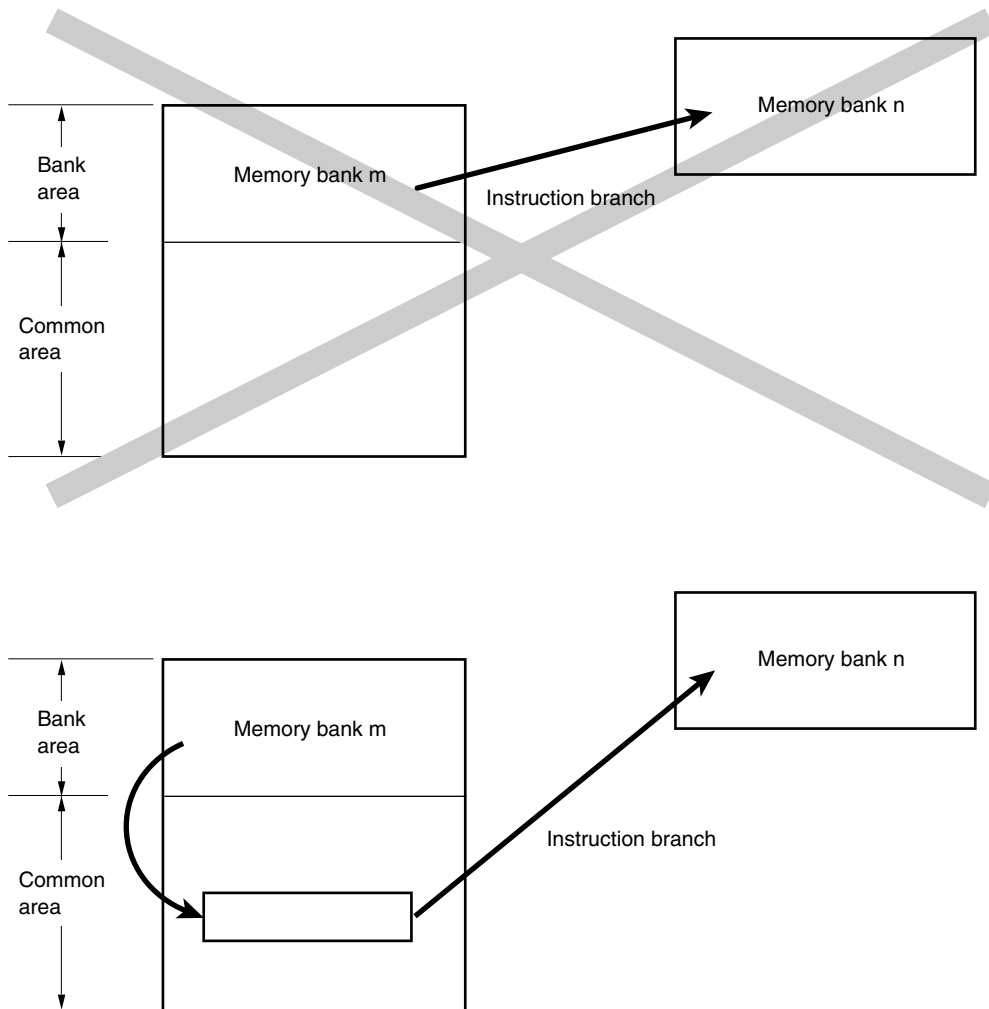 Memory bank n
Bank
area
Memory bank m
Instruction branch
Common
area
Memory bank n
Bank
area
Memory bank m
Instruction branch
Common
area